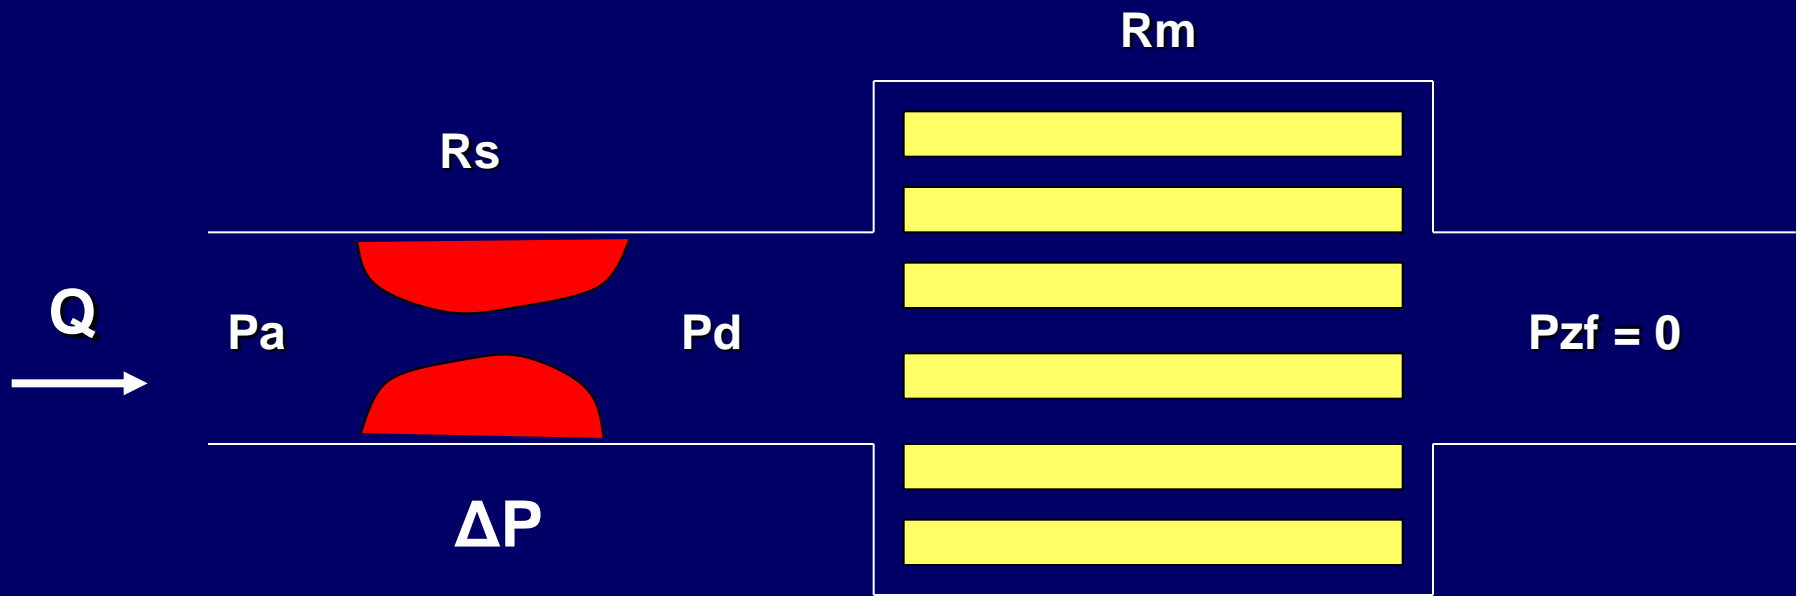 Rm
Rs
Q
Pa
Pd
Pzf = 0
ΔP